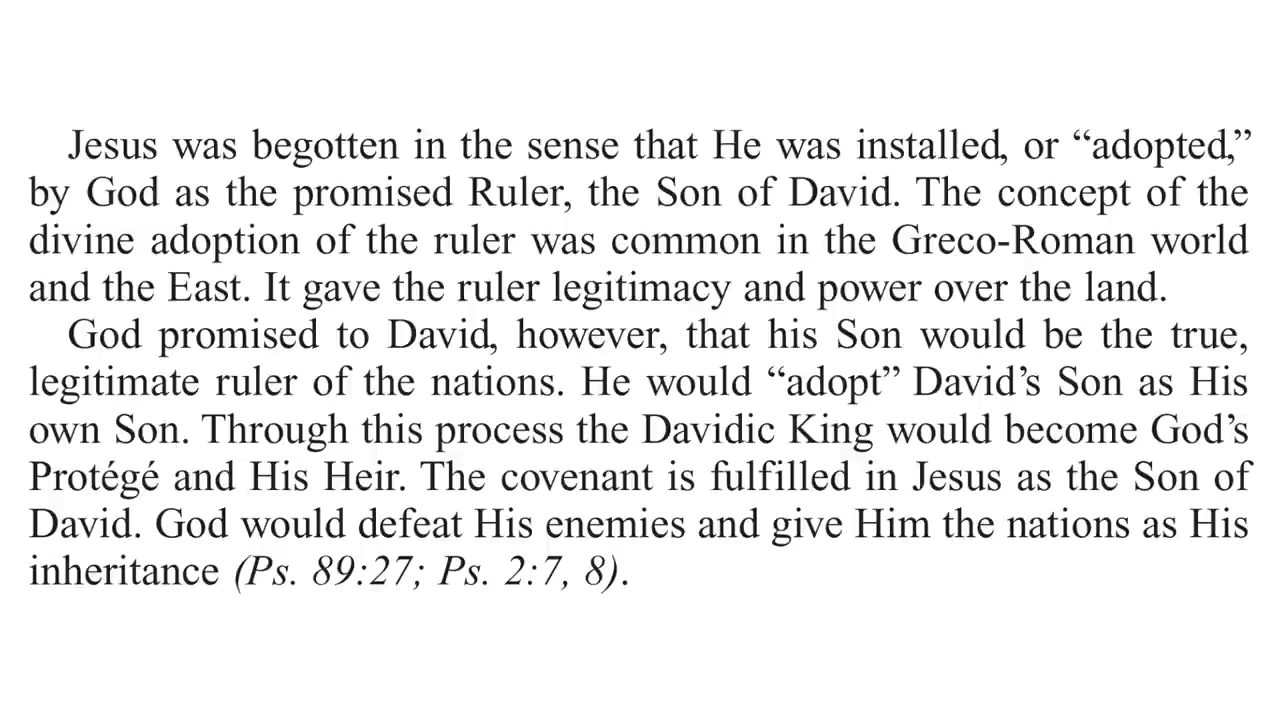 Jesus was begotten in the sense that He was installed, or “adopted,”
by God as the promised Ruler, the Son of David. The concept of the
divine adoption of the ruler was common in the Greco-Roman world
and the East. It gave the ruler legitimacy and power over the land.
God promised to David, however, that his Son would be the true,
legitimate ruler of the nations. He would “adopt” David’s Son as His
own Son. Through this process the Davidic King would become God’s
Protégé and His Heir. The covenant is fulfilled in Jesus as the Son of
David. God would defeat His enemies and give Him the nations as His
inheritance (Ps. 89:27; Ps. 2:7, 8).